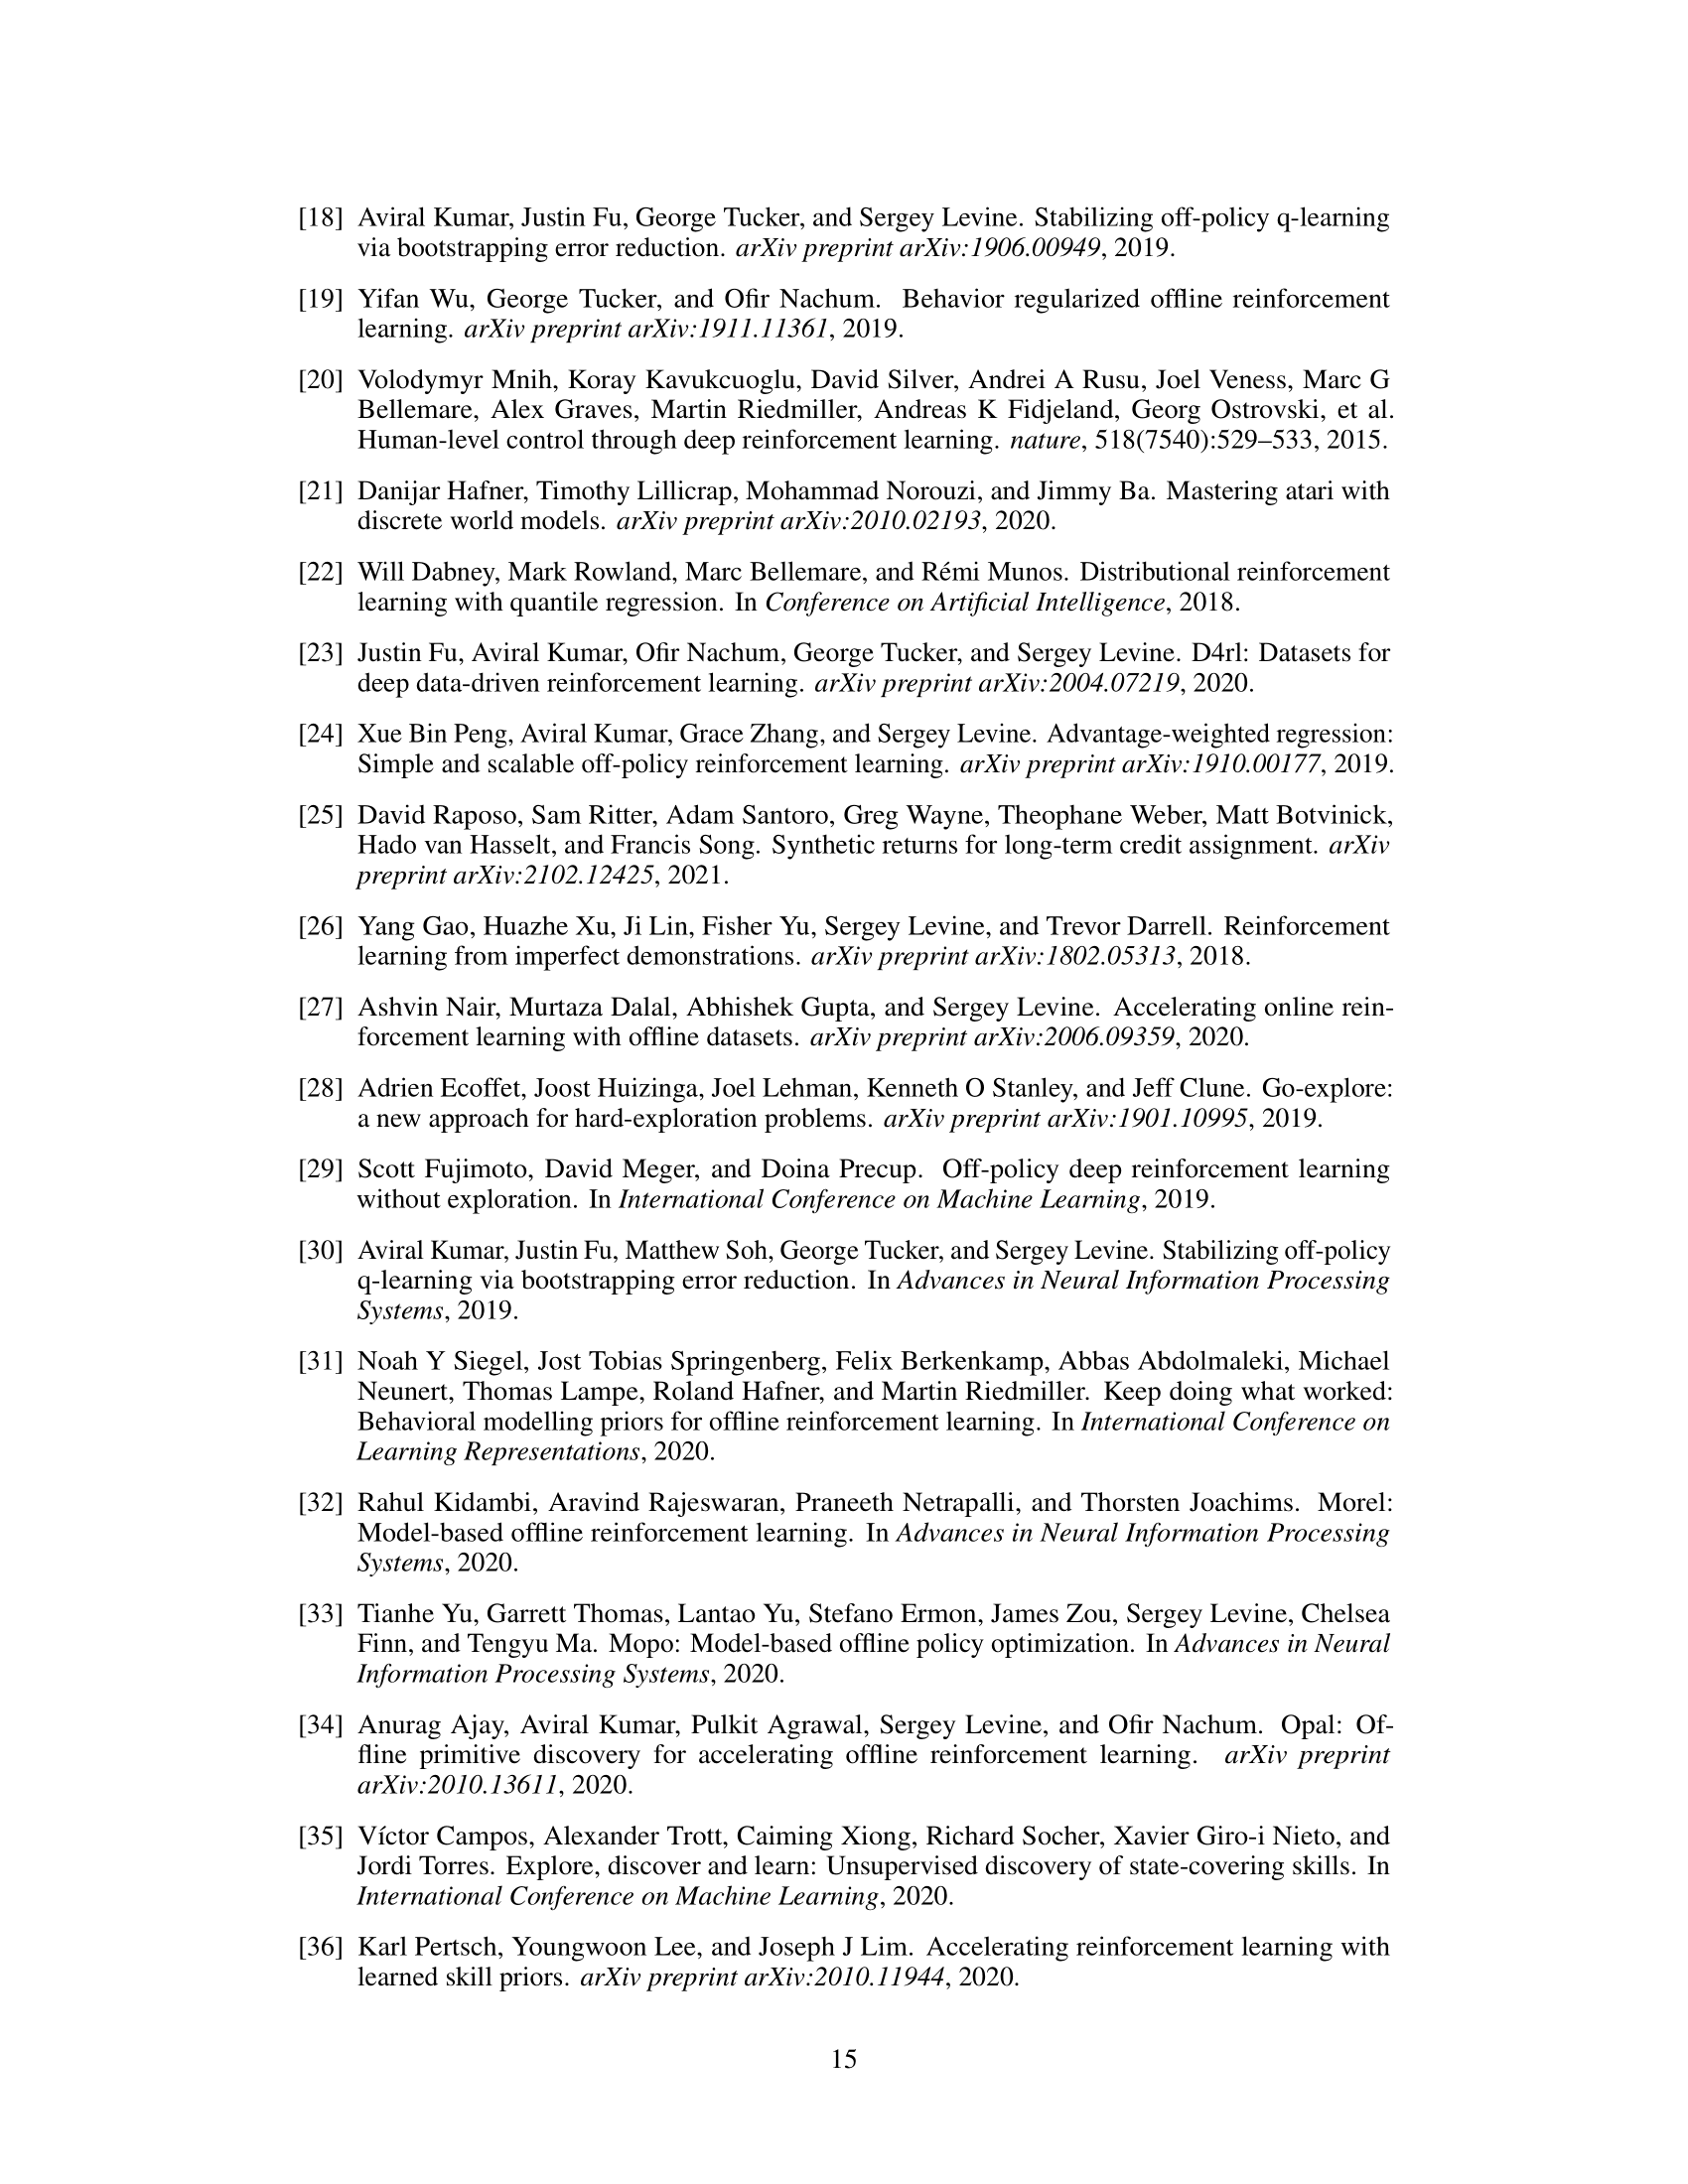 [18] Aviral Kumar, Justin Fu, George Tucker, and Sergey Levine. Stabilizing off-policy q-learning
via bootstrapping error reduction. arXiv preprint arXiv:1906.00949, 2019.
[19] Yifan Wu, George Tucker, and Ofir Nachum. Behavior regularized offline reinforcement
learning. arXiv preprint arXiv:1911.11361, 2019.
[20] Volodymyr Mnih, Koray Kavukcuoglu, David Silver, Andrei A Rusu, Joel Veness, Marc G
Bellemare, Alex Graves, Martin Riedmiller, Andreas K Fidjeland, Georg Ostrovski, et al.
Human-level control through deep reinforcement learning. nature, 518(7540):529–533, 2015.
[21] Danijar Hafner, Timothy Lillicrap, Mohammad Norouzi, and Jimmy Ba. Mastering atari with
discrete world models. arXiv preprint arXiv:2010.02193, 2020.
[22] Will Dabney, Mark Rowland, Marc Bellemare, and Rémi Munos. Distributional reinforcement
learning with quantile regression. In Conference on Artificial Intelligence, 2018.
[23] Justin Fu, Aviral Kumar, Ofir Nachum, George Tucker, and Sergey Levine. D4rl: Datasets for
deep data-driven reinforcement learning. arXiv preprint arXiv:2004.07219, 2020.
[24] Xue Bin Peng, Aviral Kumar, Grace Zhang, and Sergey Levine. Advantage-weighted regression:
Simple and scalable off-policy reinforcement learning. arXiv preprint arXiv:1910.00177, 2019.
[25] David Raposo, Sam Ritter, Adam Santoro, Greg Wayne, Theophane Weber, Matt Botvinick,
Hado van Hasselt, and Francis Song. Synthetic returns for long-term credit assignment. arXiv
preprint arXiv:2102.12425, 2021.
[26] Yang Gao, Huazhe Xu, Ji Lin, Fisher Yu, Sergey Levine, and Trevor Darrell. Reinforcement
learning from imperfect demonstrations. arXiv preprint arXiv:1802.05313, 2018.
[27] Ashvin Nair, Murtaza Dalal, Abhishek Gupta, and Sergey Levine. Accelerating online rein-
forcement learning with offline datasets. arXiv preprint arXiv:2006.09359, 2020.
[28] Adrien Ecoffet, Joost Huizinga, Joel Lehman, Kenneth O Stanley, and Jeff Clune. Go-explore:
a new approach for hard-exploration problems. arXiv preprint arXiv:1901.10995, 2019.
[29] Scott Fujimoto, David Meger, and Doina Precup. Off-policy deep reinforcement learning
without exploration. In International Conference on Machine Learning, 2019.
[30] Aviral Kumar, Justin Fu, Matthew Soh, George Tucker, and Sergey Levine. Stabilizing off-policy
q-learning via bootstrapping error reduction. In Advances in Neural Information Processing
Systems, 2019.
[31] Noah Y Siegel, Jost Tobias Springenberg, Felix Berkenkamp, Abbas Abdolmaleki, Michael
Neunert, Thomas Lampe, Roland Hafner, and Martin Riedmiller. Keep doing what worked:
Behavioral modelling priors for offline reinforcement learning. In International Conference on
Learning Representations, 2020.
[32] Rahul Kidambi, Aravind Rajeswaran, Praneeth Netrapalli, and Thorsten Joachims. Morel:
Model-based offline reinforcement learning. In Advances in Neural Information Processing
Systems, 2020.
[33] Tianhe Yu, Garrett Thomas, Lantao Yu, Stefano Ermon, James Zou, Sergey Levine, Chelsea
Finn, and Tengyu Ma. Mopo: Model-based offline policy optimization. In Advances in Neural
Information Processing Systems, 2020.
[34] Anurag Ajay, Aviral Kumar, Pulkit Agrawal, Sergey Levine, and Ofir Nachum. Opal: Of-
fline primitive discovery for accelerating offline reinforcement learning. arXiv preprint
arXiv:2010.13611, 2020.
[35] Víctor Campos, Alexander Trott, Caiming Xiong, Richard Socher, Xavier Giro-i Nieto, and
Jordi Torres. Explore, discover and learn: Unsupervised discovery of state-covering skills. In
International Conference on Machine Learning, 2020.
[36] Karl Pertsch, Youngwoon Lee, and Joseph J Lim. Accelerating reinforcement learning with
learned skill priors. arXiv preprint arXiv:2010.11944, 2020.
15